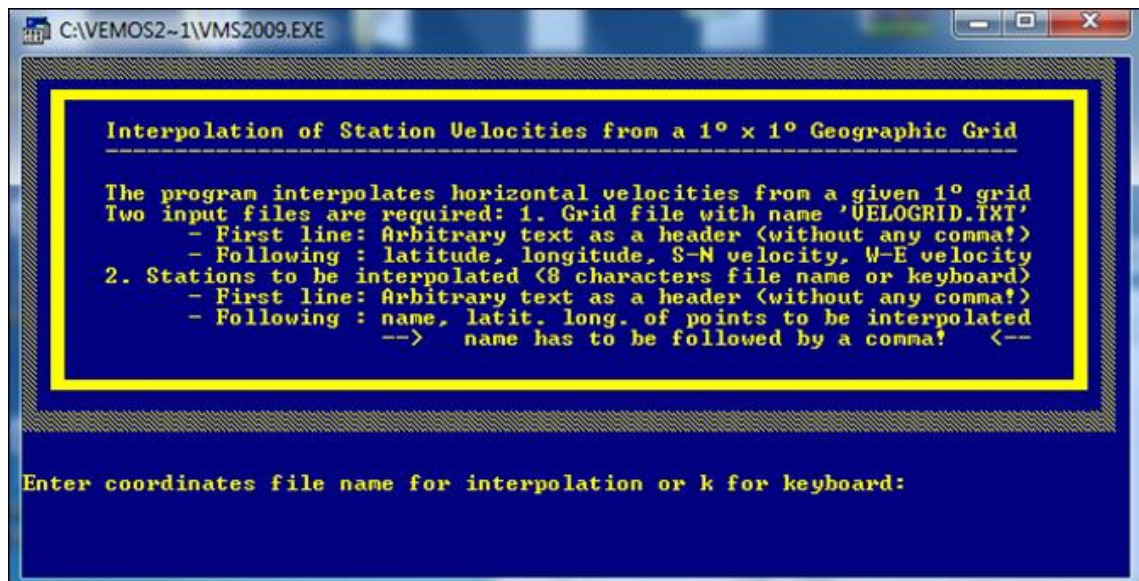 C:\VEMOS2~1\VMS2009.EXE
Interpolation of Station Velocities from a 1º x 1º Geographic Grid
--------------------------------------------------------------------
The program interpolates horizontal velocities from a given 1º grid
Two input files are required: 1. Grid file with name 'VELOGRID.TXT'
- First line: Arbitrary text as a header (without any comma!)
- Following : latitude, longitude, S-N velocity, W-E velocity
2. Stations to be interpolated (8 characters file name or keyboard)
- First line: Arbitrary text as a header (without any comma!)
- Following : name, latit. long. of points to be interpolated
--> name has to be followed by a comma! <--
Enter coordinates file name for interpolation or k for keyboard: